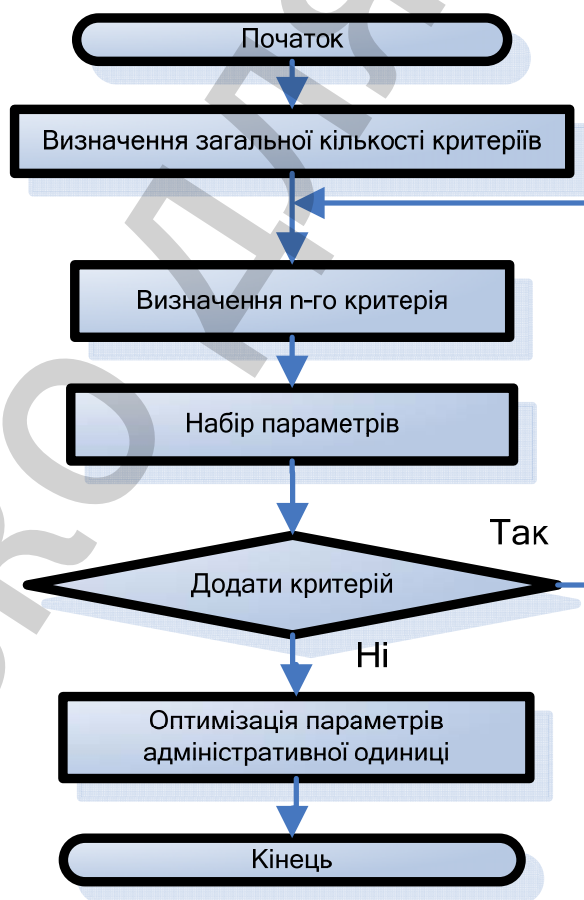 Початок
Визначення загальної кількості критеріїв
Визначення n-го критерія
Набір параметрів
Так
Додати критерій
Ні
Оптимізація параметрів
адміністративної одиниці
Кінець